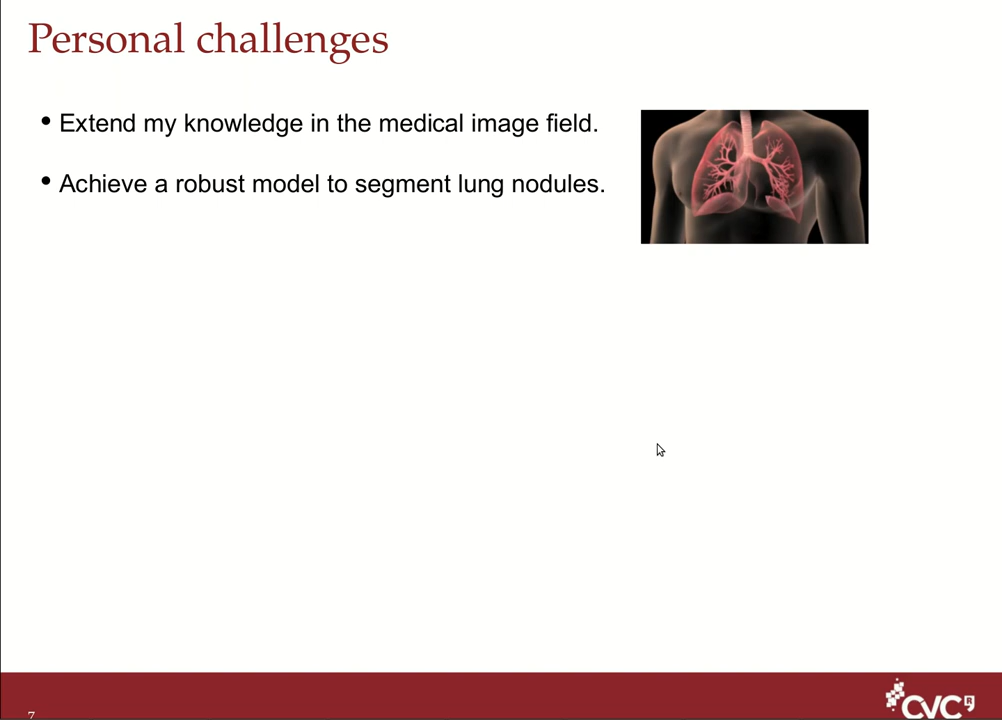 Personal challenges
• Extend my knowledge in the medical image field.
• Achieve a robust model to segment lung nodules.
7
CVC
R